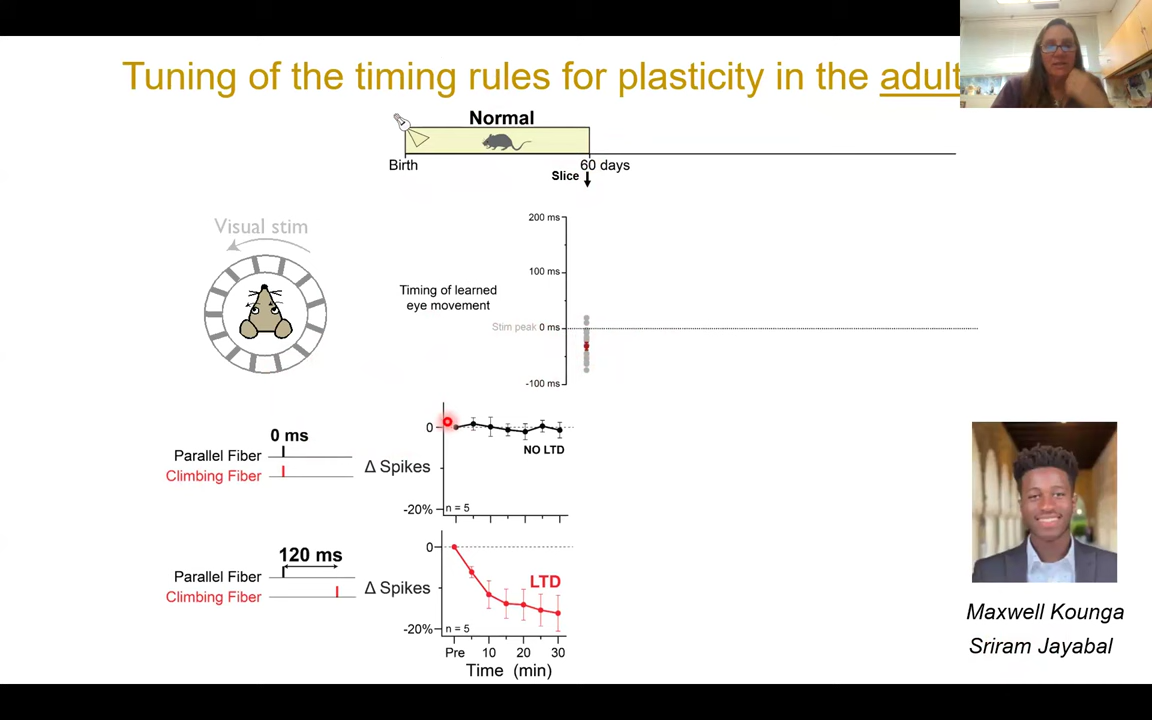 Tuning of the timing rules for plasticity in the adult
Normal
Birth
60 days
Slice
Visual stim
200 ms
100 ms
Timing of learned
eye movement
Stim peak 0 ms
-100 ms
0 ms
Parallel Fiber
Climbing Fiber
0
Δ Spikes
NO LTD
-20%
n = 5
120 ms
Parallel Fiber
Climbing Fiber
0
Δ Spikes
LTD
-20%
n = 5
Pre 10 20 30
Time (min)
Maxwell Kounga
Sriram Jayabal